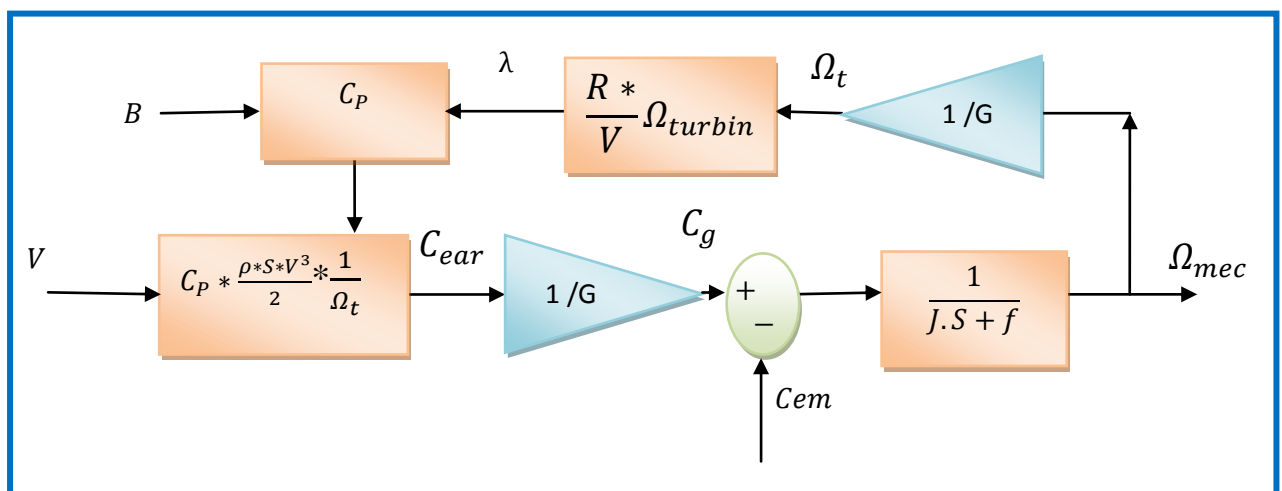 λ
Ω_t
B
C_P
R *
V
Ω_turbin
1 /G
V
C_P * ρ*S*V³/2 * 1/Ω_t
C_ear
1 /G
C_g
+
−
1
J.S + f
Ω_mec
Cem